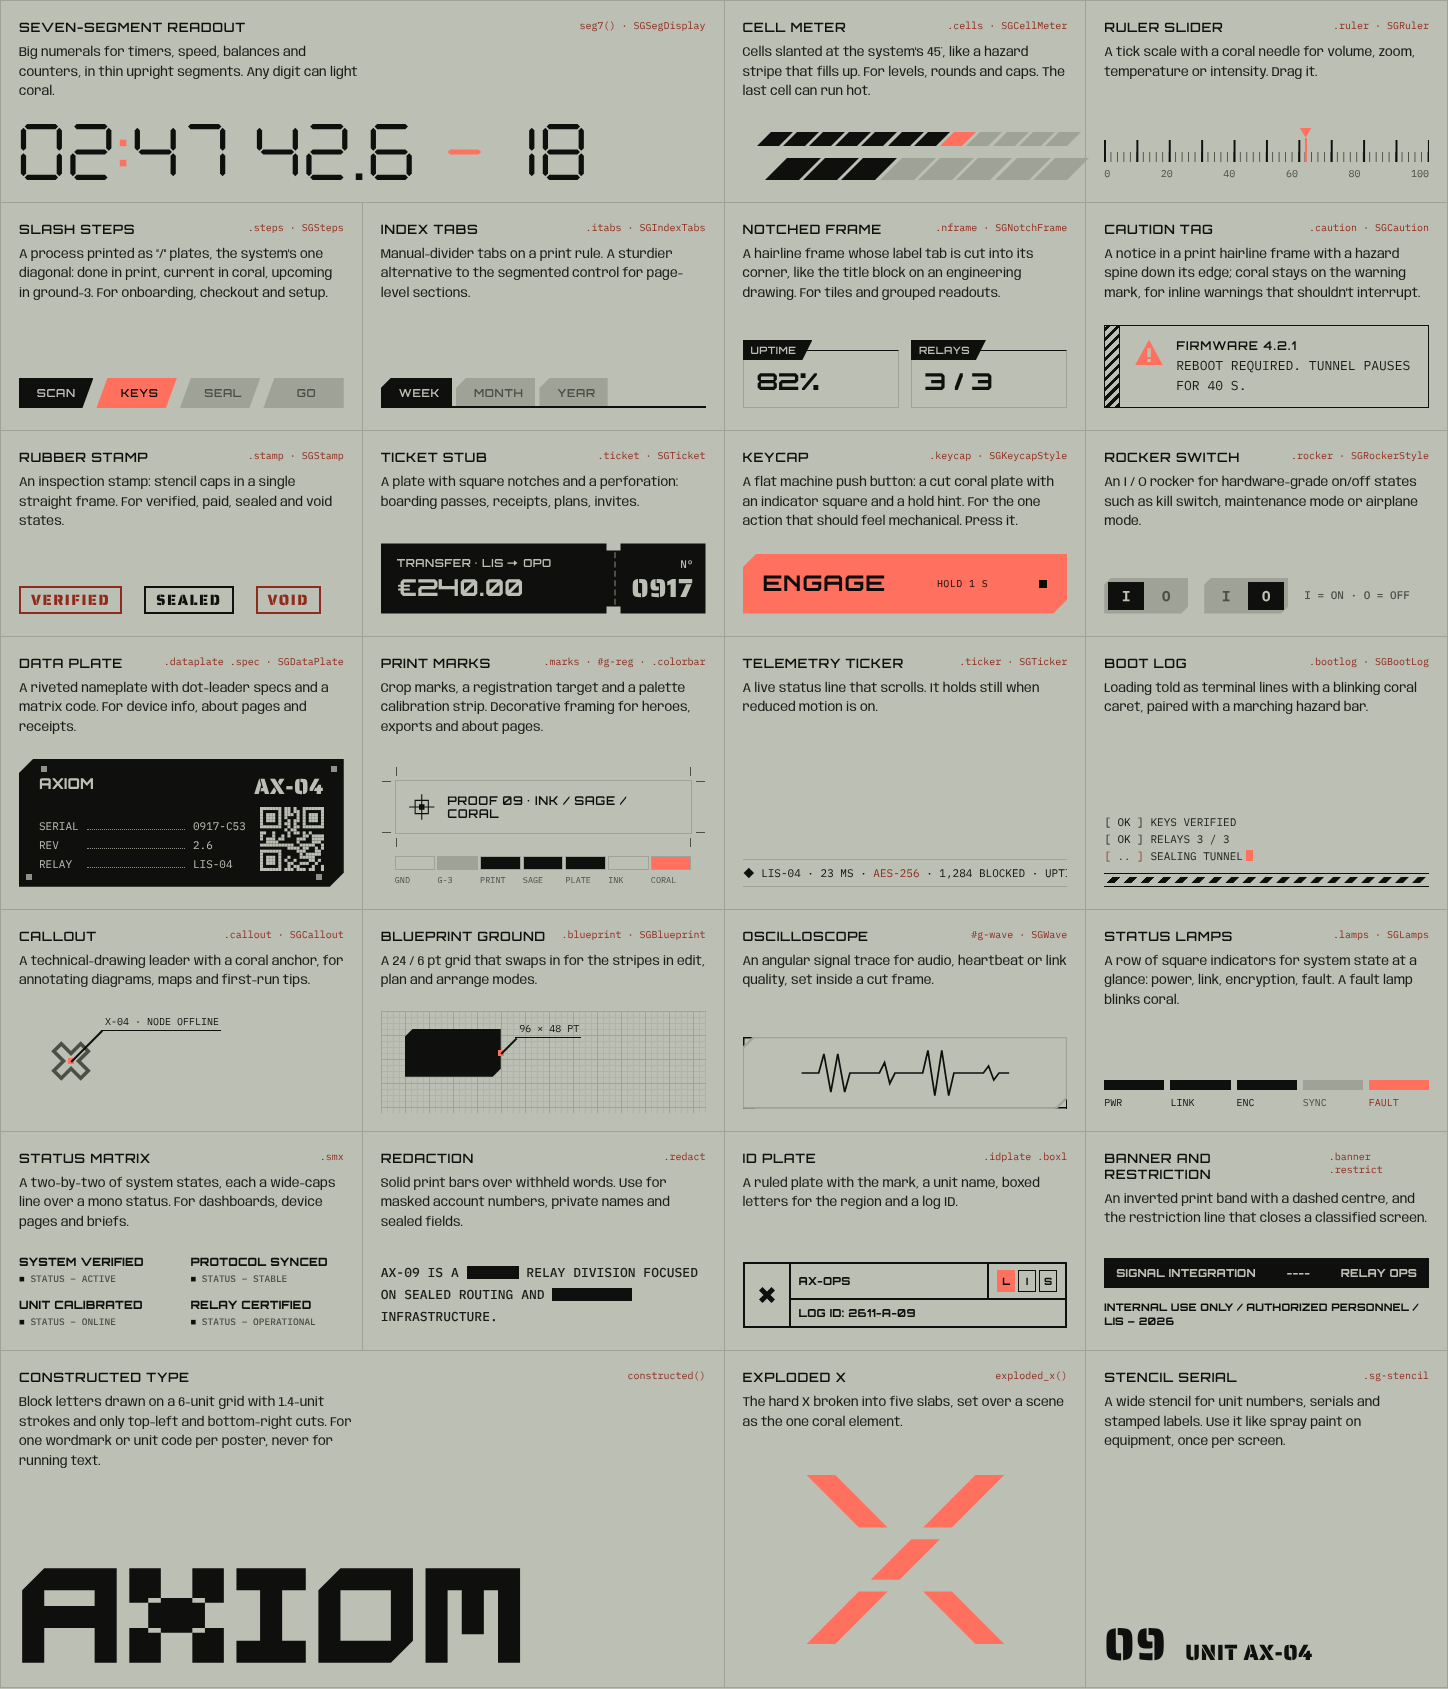 SEVEN-SEGMENT READOUT
seg7() · SGSegDisplay
Big numerals for timers, speed, balances and
counters, in thin upright segments. Any digit can light
coral.
02:47 42.6 – 18
CELL METER
.cells · SGCellMeter
Cells slanted at the system's 45°, like a hazard
stripe that fills up. For levels, rounds and caps. The
last cell can run hot.
RULER SLIDER
.ruler · SGRuler
A tick scale with a coral needle for volume, zoom,
temperature or intensity. Drag it.
0 20 40 60 80 100
SLASH STEPS
.steps · SGSteps
A process printed as "/" plates, the system's one
diagonal: done in print, current in coral, upcoming
in ground-3. For onboarding, checkout and setup.
SCAN KEYS SEAL GO
INDEX TABS
.itabs · SGIndexTabs
Manual-divider tabs on a print rule. A sturdier
alternative to the segmented control for page-
level sections.
WEEK MONTH YEAR
NOTCHED FRAME
.nframe · SGNotchFrame
A hairline frame whose label tab is cut into its
corner, like the title block on an engineering
drawing. For tiles and grouped readouts.
UPTIME
82%
RELAYS
3 / 3
CAUTION TAG
.caution · SGCaution
A notice in a print hairline frame with a hazard
spine down its edge; coral stays on the warning
mark, for inline warnings that shouldn't interrupt.
FIRMWARE 4.2.1
REBOOT REQUIRED. TUNNEL PAUSES
FOR 40 S.
RUBBER STAMP
.stamp · SGStamp
An inspection stamp: stencil caps in a single
straight frame. For verified, paid, sealed and void
states.
VERIFIED SEALED VOID
TICKET STUB
.ticket · SGTicket
A plate with square notches and a perforation:
boarding passes, receipts, plans, invites.
TRANSFER · LIS → OPO
€240.00
N°
0917
KEYCAP
.keycap · SGKeycapStyle
A flat machine push button: a cut coral plate with
an indicator square and a hold hint. For the one
action that should feel mechanical. Press it.
ENGAGE HOLD 1 S
ROCKER SWITCH
.rocker · SGRockerStyle
An I / O rocker for hardware-grade on/off states
such as kill switch, maintenance mode or airplane
mode.
I O I O I = ON · O = OFF
DATA PLATE
.dataplate .spec · SGDataPlate
A riveted nameplate with dot-leader specs and a
matrix code. For device info, about pages and
receipts.
AXIOM
AX-04
SERIAL 0917-C53
REV 2.6
RELAY LIS-04
PRINT MARKS
.marks · #g-reg · .colorbar
Crop marks, a registration target and a palette
calibration strip. Decorative framing for heroes,
exports and about pages.
PROOF 09 · INK / SAGE /
CORAL
GND G-3 PRINT SAGE PLATE INK CORAL
TELEMETRY TICKER
.ticker · SGTicker
A live status line that scrolls. It holds still when
reduced motion is on.
◆ LIS-04 · 23 MS · AES-256 · 1,284 BLOCKED · UPTI
BOOT LOG
.bootlog · SGBootLog
Loading told as terminal lines with a blinking coral
caret, paired with a marching hazard bar.
[ OK ] KEYS VERIFIED
[ OK ] RELAYS 3 / 3
[ .. ] SEALING TUNNEL
CALLOUT
.callout · SGCallout
A technical-drawing leader with a coral anchor, for
annotating diagrams, maps and first-run tips.
X-04 · NODE OFFLINE
BLUEPRINT GROUND
.blueprint · SGBlueprint
A 24 / 6 pt grid that swaps in for the stripes in edit,
plan and arrange modes.
96 × 48 PT
OSCILLOSCOPE
#g-wave · SGWave
An angular signal trace for audio, heartbeat or link
quality, set inside a cut frame.
STATUS LAMPS
.lamps · SGLamps
A row of square indicators for system state at a
glance: power, link, encryption, fault. A fault lamp
blinks coral.
PWR LINK ENC SYNC FAULT
STATUS MATRIX
.smx
A two-by-two of system states, each a wide-caps
line over a mono status. For dashboards, device
pages and briefs.
SYSTEM VERIFIED
■ STATUS – ACTIVE
PROTOCOL SYNCED
■ STATUS – STABLE
UNIT CALIBRATED
■ STATUS – ONLINE
RELAY CERTIFIED
■ STATUS – OPERATIONAL
REDACTION
.redact
Solid print bars over withheld words. Use for
masked account numbers, private names and
sealed fields.
AX-09 IS A RELAY DIVISION FOCUSED
ON SEALED ROUTING AND
INFRASTRUCTURE.
ID PLATE
.idplate .boxl
A ruled plate with the mark, a unit name, boxed
letters for the region and a log ID.
AX-OPS L I S
LOG ID: 2611-A-09
BANNER AND
RESTRICTION
.banner
.restrict
An inverted print band with a dashed centre, and
the restriction line that closes a classified screen.
SIGNAL INTEGRATION ---- RELAY OPS
INTERNAL USE ONLY / AUTHORIZED PERSONNEL /
LIS – 2026
CONSTRUCTED TYPE
constructed()
Block letters drawn on a 6-unit grid with 1.4-unit
strokes and only top-left and bottom-right cuts. For
one wordmark or unit code per poster, never for
running text.
AXIOM
EXPLODED X
exploded_x()
The hard X broken into five slabs, set over a scene
as the one coral element.
X
STENCIL SERIAL
.sg-stencil
A wide stencil for unit numbers, serials and
stamped labels. Use it like spray paint on
equipment, once per screen.
09 UNIT AX-04